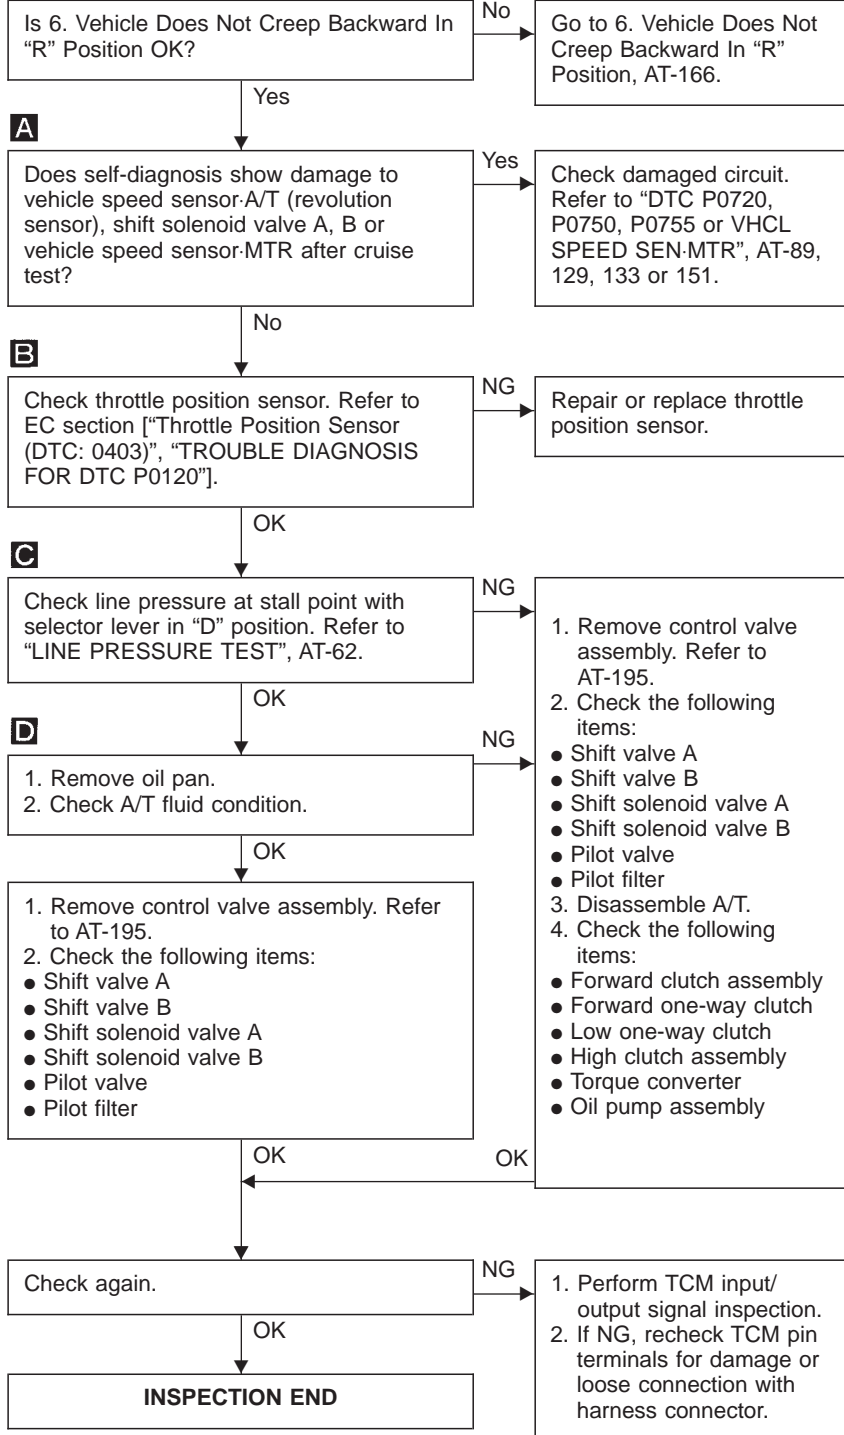 Is 6. Vehicle Does Not Creep Backward In
“R” Position OK?
No
Go to 6. Vehicle Does Not
Creep Backward In “R”
Position, AT-166.
Yes
A
Does self-diagnosis show damage to
vehicle speed sensor·A/T (revolution
sensor), shift solenoid valve A, B or
vehicle speed sensor·MTR after cruise
test?
Yes
Check damaged circuit.
Refer to “DTC P0720,
P0750, P0755 or VHCL
SPEED SEN·MTR”, AT-89,
129, 133 or 151.
No
B
Check throttle position sensor. Refer to
EC section [“Throttle Position Sensor
(DTC: 0403)”, “TROUBLE DIAGNOSIS
FOR DTC P0120”].
NG
Repair or replace throttle
position sensor.
OK
C
Check line pressure at stall point with
selector lever in “D” position. Refer to
“LINE PRESSURE TEST”, AT-62.
NG
OK
D
1. Remove oil pan.
2. Check A/T fluid condition.
NG
1. Remove control valve
assembly. Refer to
AT-195.
2. Check the following
items:
● Shift valve A
● Shift valve B
● Shift solenoid valve A
● Shift solenoid valve B
● Pilot valve
● Pilot filter
3. Disassemble A/T.
4. Check the following
items:
● Forward clutch assembly
● Forward one-way clutch
● Low one-way clutch
● High clutch assembly
● Torque converter
● Oil pump assembly
OK
1. Remove control valve assembly. Refer
to AT-195.
2. Check the following items:
● Shift valve A
● Shift valve B
● Shift solenoid valve A
● Shift solenoid valve B
● Pilot valve
● Pilot filter
OK
OK
Check again.
NG
1. Perform TCM input/
output signal inspection.
2. If NG, recheck TCM pin
terminals for damage or
loose connection with
harness connector.
OK
INSPECTION END